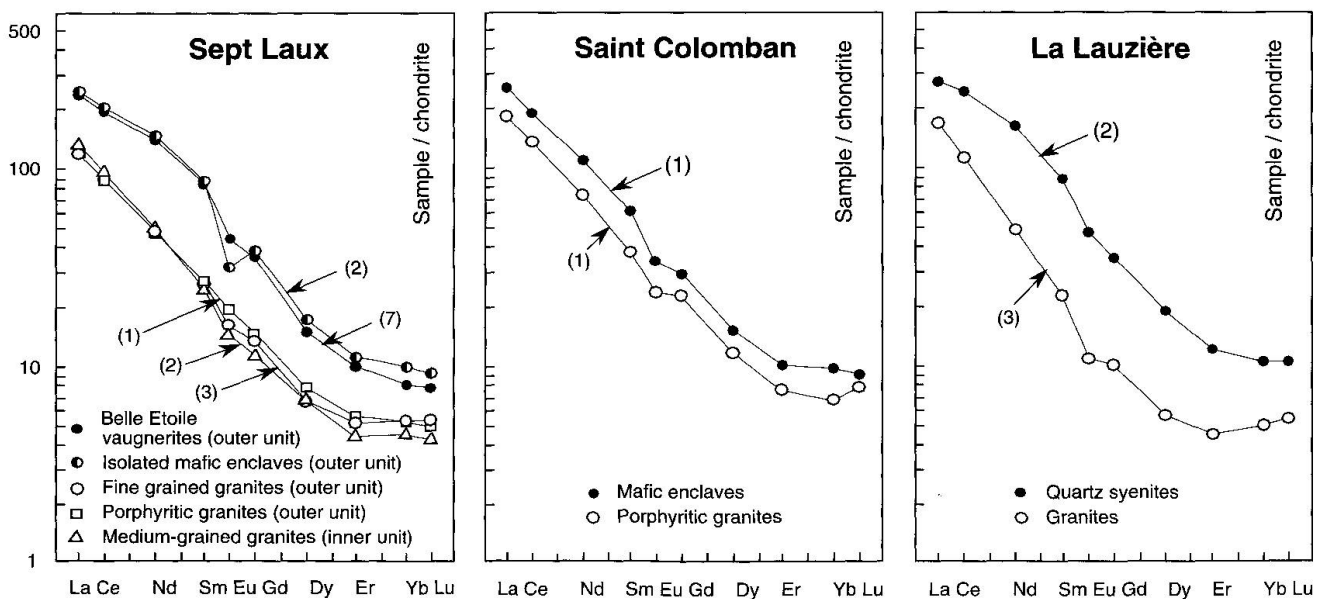 Sept Laux
500
100
10
1
Sample / chondrite
(2)
(7)
(1)
(2)
(3)
Belle Etoile
vaugnerites (outer unit)
Isolated mafic enclaves (outer unit)
Fine grained granites (outer unit)
Porphyritic granites (outer unit)
Medium-grained granites (inner unit)
La Ce Nd Sm Eu Gd Dy Er Yb Lu
Saint Colomban
Sample / chondrite
(1)
(1)
Mafic enclaves
Porphyritic granites
La Ce Nd Sm Eu Gd Dy Er Yb Lu
La Lauzière
Sample / chondrite
(2)
(3)
Quartz syenites
Granites
La Ce Nd Sm Eu Gd Dy Er Yb Lu